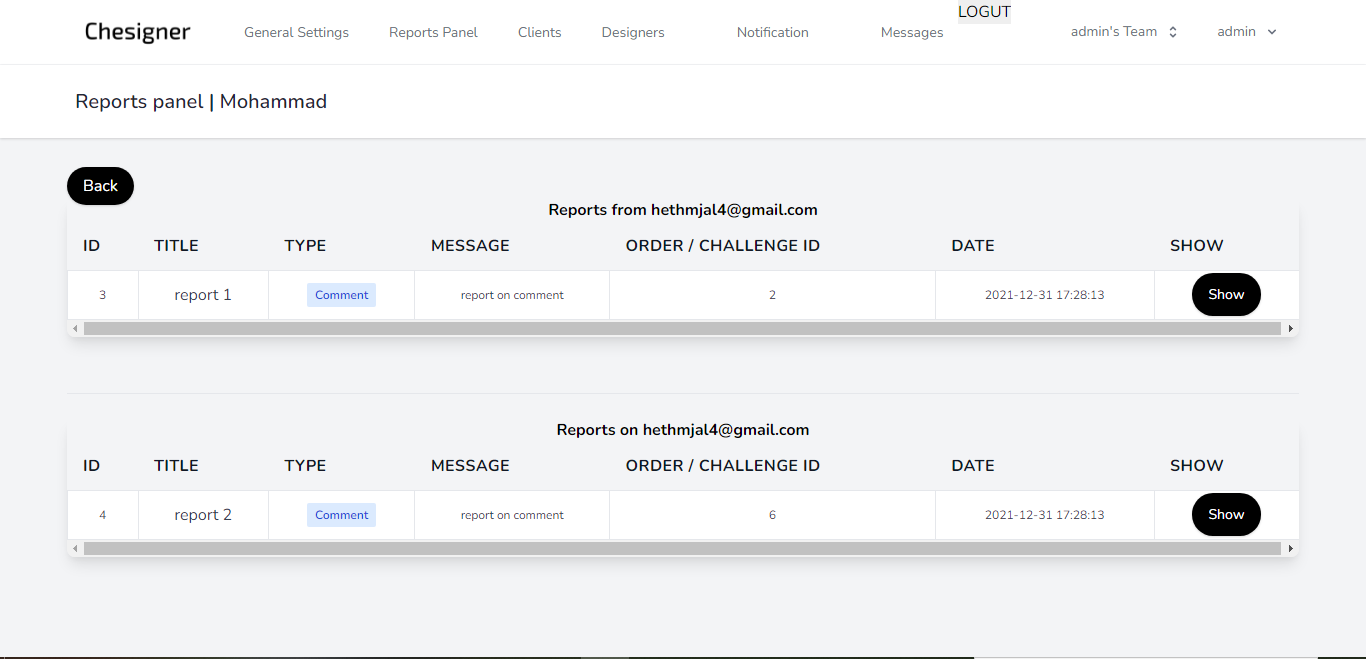 LOGUT
Chesigner General Settings Reports Panel Clients Designers Notification Messages admin's Team admin
Reports panel | Mohammad
Back
Reports from hethmjal4@gmail.com
ID TITLE TYPE MESSAGE ORDER / CHALLENGE ID DATE SHOW
3 report 1 Comment report on comment 2 2021-12-31 17:28:13 Show
Reports on hethmjal4@gmail.com
ID TITLE TYPE MESSAGE ORDER / CHALLENGE ID DATE SHOW
4 report 2 Comment report on comment 6 2021-12-31 17:28:13 Show